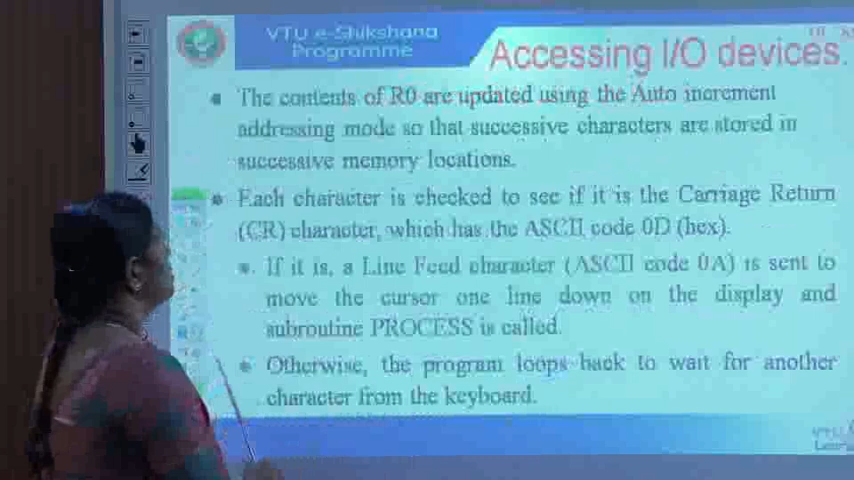 VTU e-Shikshana
Programme
Accessing I/O devices
The contents of R0 are updated using the Auto increment
addressing mode so that successive characters are stored in
successive memory locations.
Each character is checked to see if it is the Carriage Return
(CR) character, which has the ASCII code 0D (hex).
If it is, a Line Feed character (ASCII code 0A) is sent to
move the cursor one line down on the display and
subroutine PROCESS is called.
Otherwise, the program loops back to wait for another
character from the keyboard.
VTU